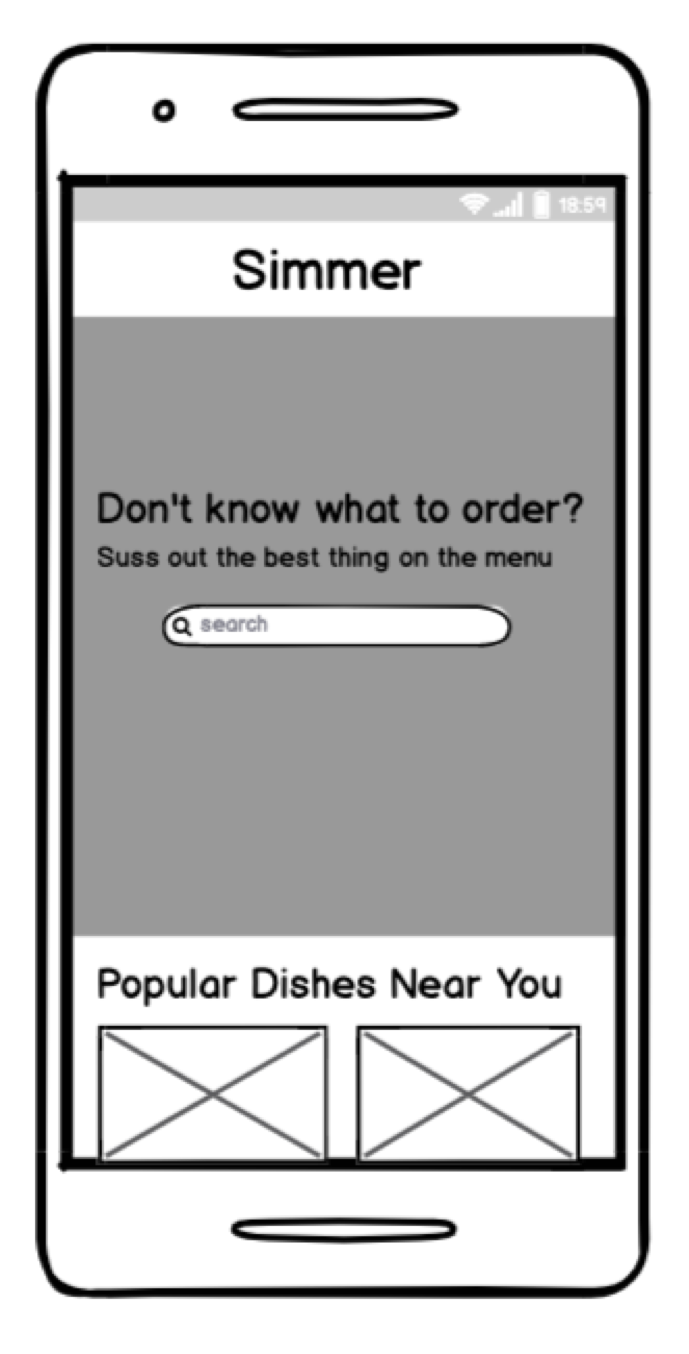 18:59
Simmer
Don't know what to order?
Suss out the best thing on the menu
search
Popular Dishes Near You